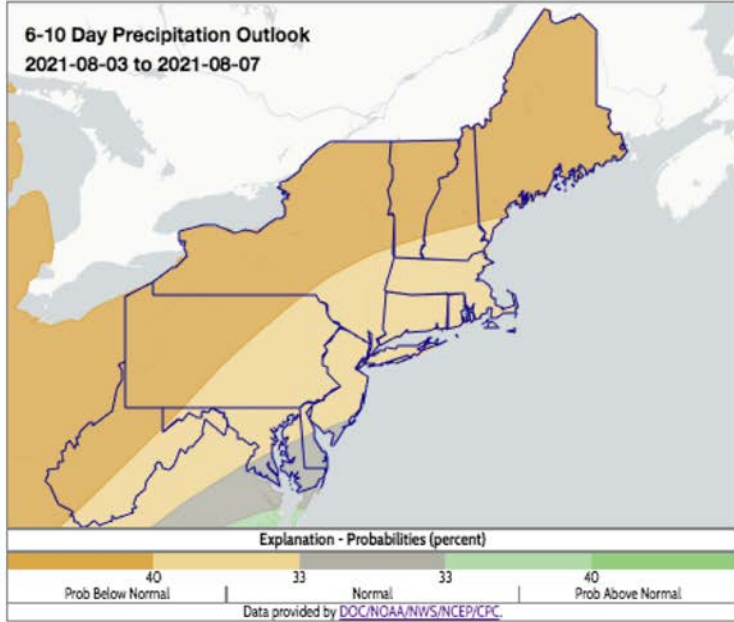 6-10 Day Precipitation Outlook
2021-08-03 to 2021-08-07
Explanation - Probabilities (percent)
40 33 33 40
Prob Below Normal Normal Prob Above Normal
Data provided by DOC/NOAA/NWS/NCEP/CPC.